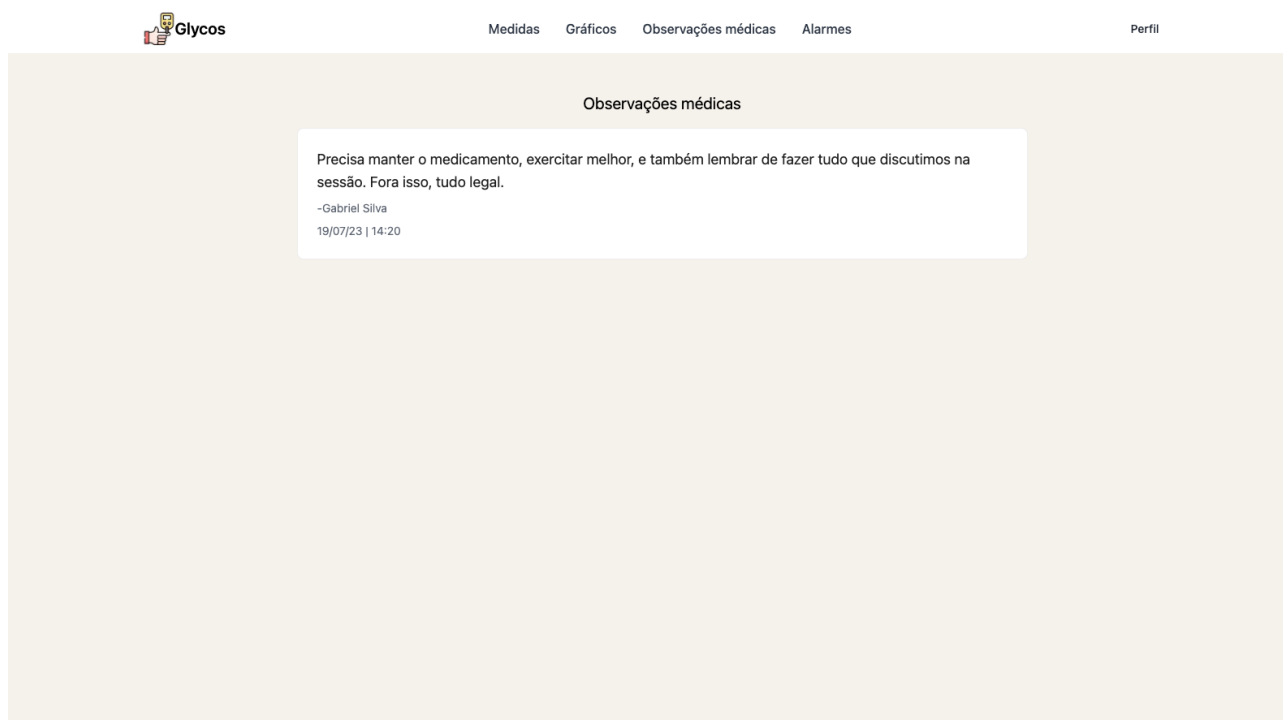 Glycos
Medidas
Gráficos
Observações médicas
Alarmes
Perfil
Observações médicas
Precisa manter o medicamento, exercitar melhor, e também lembrar de fazer tudo que discutimos na
sessão. Fora isso, tudo legal.
-Gabriel Silva
19/07/23 | 14:20